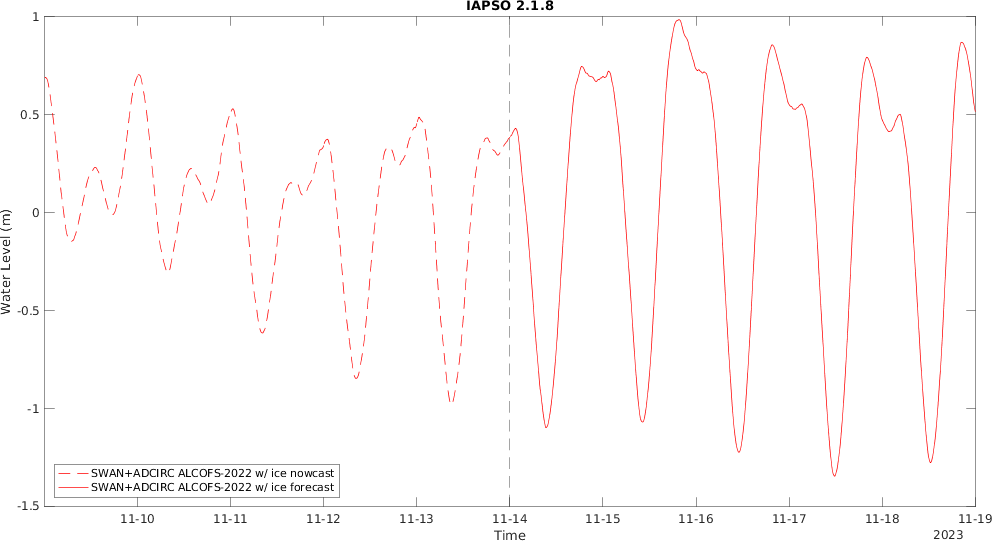 IAPSO 2.1.8
1
0.5
0
-0.5
-1
-1.5
Water Level (m)
SWAN+ADCIRC ALCOFS-2022 w/ ice nowcast
SWAN+ADCIRC ALCOFS-2022 w/ ice forecast
11-10 11-11 11-12 11-13 11-14 11-15 11-16 11-17 11-18 11-19
Time
2023